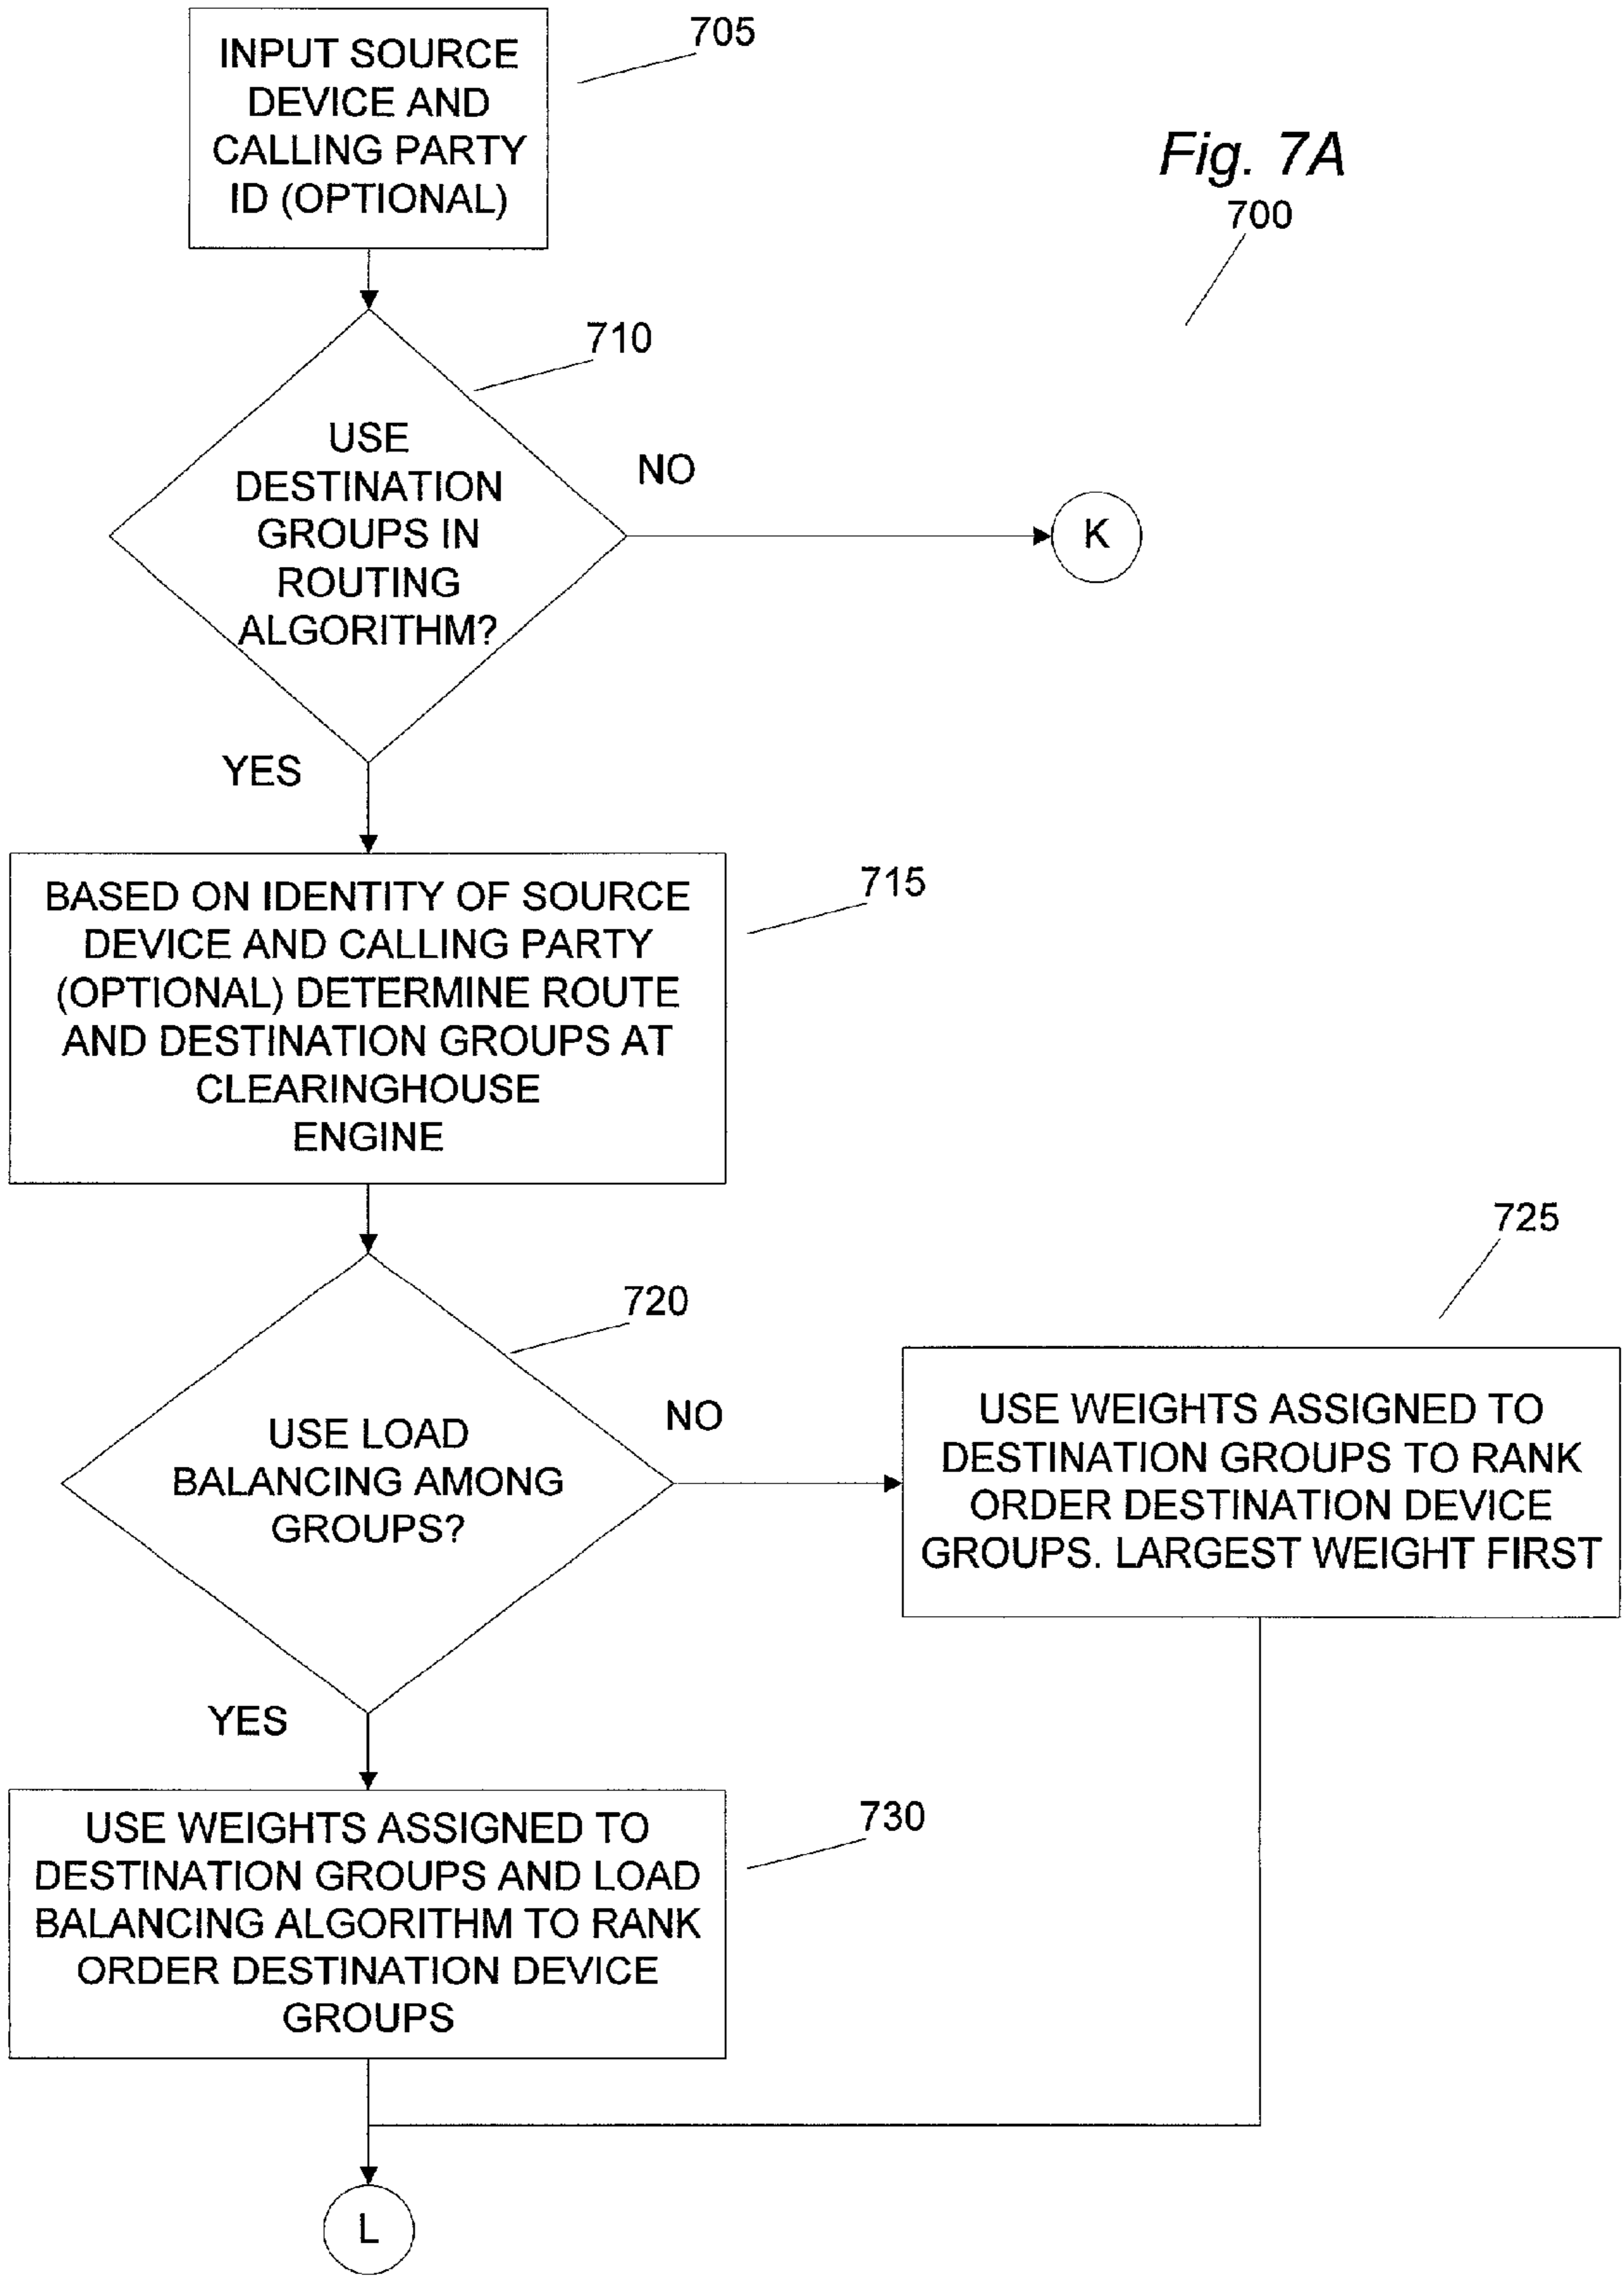 INPUT SOURCE
DEVICE AND
CALLING PARTY
ID (OPTIONAL)
705
Fig. 7A
700
710
USE
DESTINATION
GROUPS IN
ROUTING
ALGORITHM?
NO
K
YES
BASED ON IDENTITY OF SOURCE
DEVICE AND CALLING PARTY
(OPTIONAL) DETERMINE ROUTE
AND DESTINATION GROUPS AT
CLEARINGHOUSE
ENGINE
715
720
USE LOAD
BALANCING AMONG
GROUPS?
NO
725
USE WEIGHTS ASSIGNED TO
DESTINATION GROUPS TO RANK
ORDER DESTINATION DEVICE
GROUPS. LARGEST WEIGHT FIRST
YES
USE WEIGHTS ASSIGNED TO
DESTINATION GROUPS AND LOAD
BALANCING ALGORITHM TO RANK
ORDER DESTINATION DEVICE
GROUPS
730
L